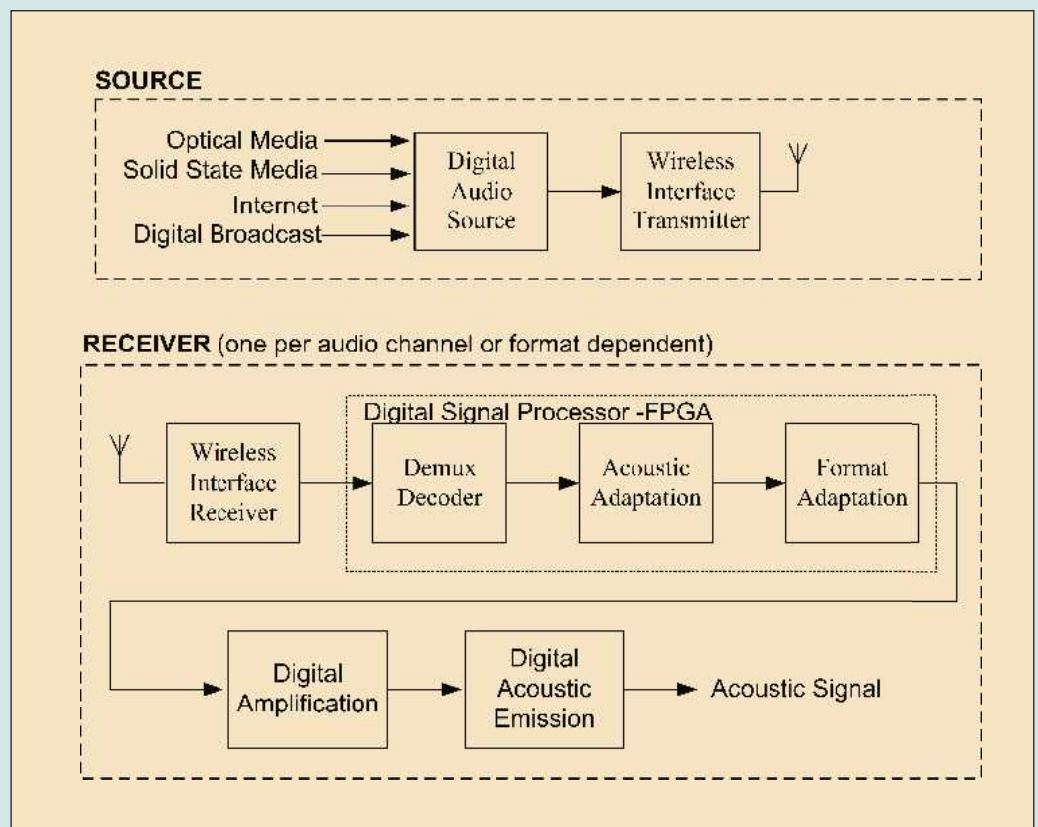 SOURCE
Optical Media
Solid State Media
Internet
Digital Broadcast
Digital
Audio
Source
Wireless
Interface
Transmitter
RECEIVER (one per audio channel or format dependent)
Digital Signal Processor -FPGA
Wireless
Interface
Receiver
Demux
Decoder
Acoustic
Adaptation
Format
Adaptation
Digital
Amplification
Digital
Acoustic
Emission
Acoustic Signal